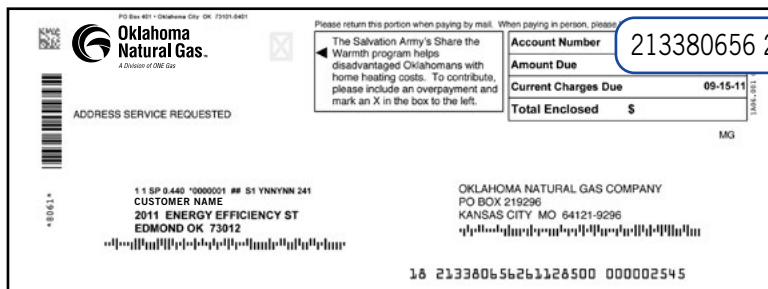 PO Box 401 • Oklahoma City OK 73101-0401
Oklahoma
Natural Gas
A Division of ONE Gas
ADDRESS SERVICE REQUESTED
Please return this portion when paying by mail. When paying in person, please
The Salvation Army's Share the
Warmth program helps
disadvantaged Oklahomans with
home heating costs. To contribute,
please include an overpayment and
mark an X in the box to the left.
Account Number
213380656 2
Amount Due
Current Charges Due 09-15-11
Total Enclosed $
1A06.001
MG
*8061*
1 1 SP 0.440 *0000001 ## S1 YNNYNN 241
CUSTOMER NAME
2011 ENERGY EFFICIENCY ST
EDMOND OK 73012
OKLAHOMA NATURAL GAS COMPANY
PO BOX 219296
KANSAS CITY MO 64121-9296
18 213380656261128500 000002545